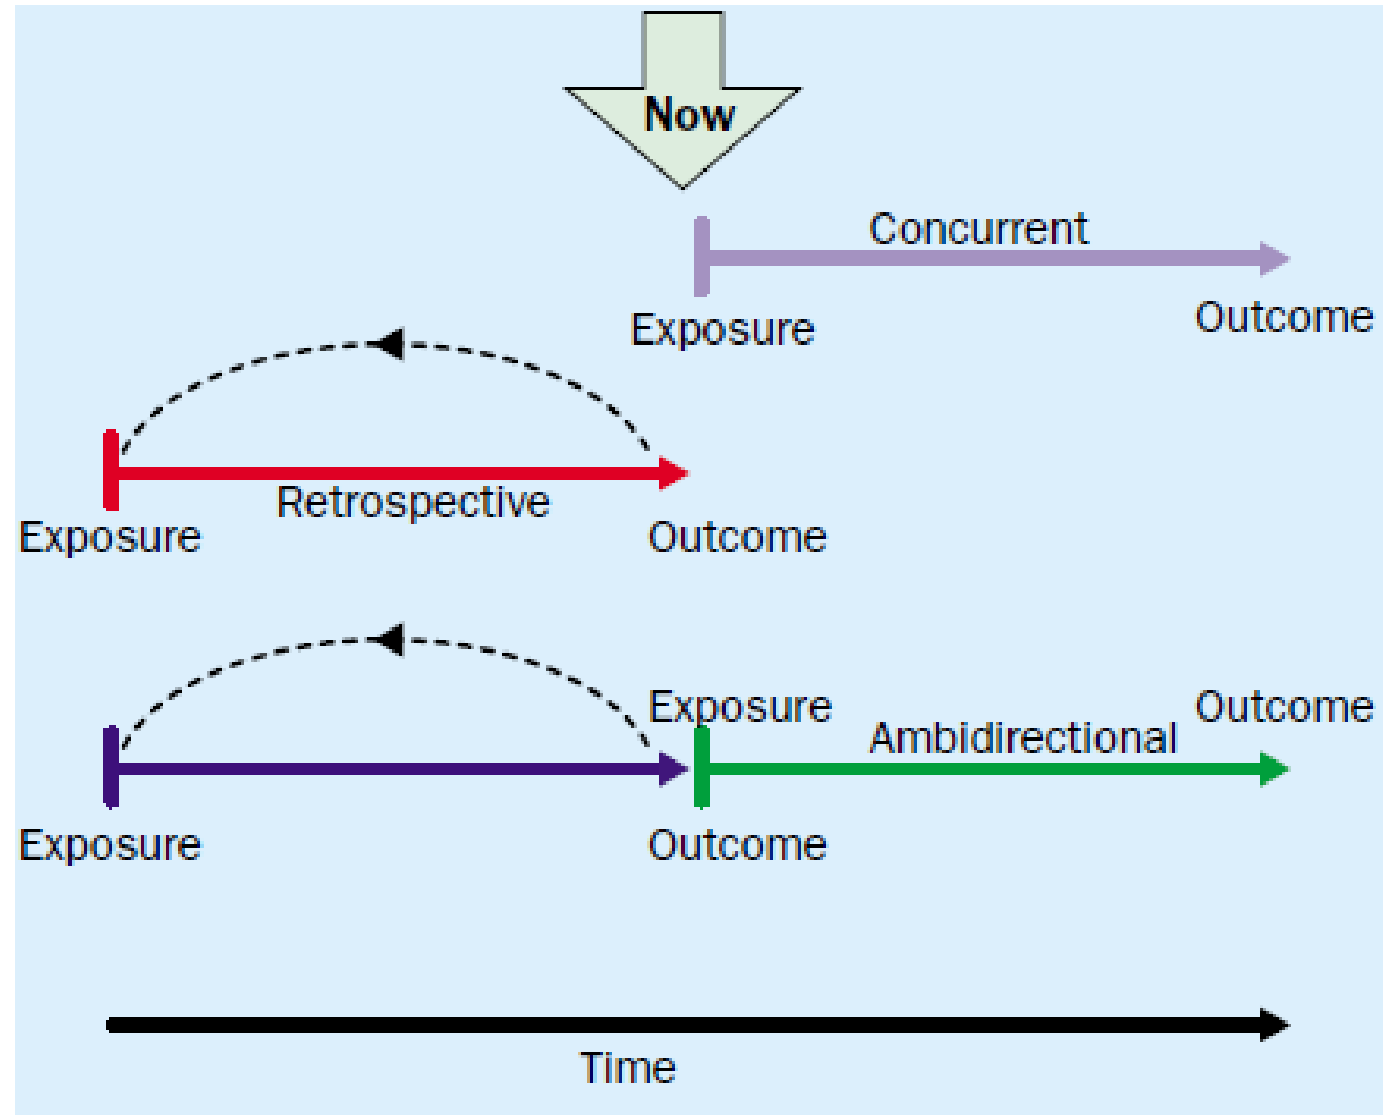 Now
Concurrent
Exposure
Outcome
Retrospective
Exposure
Outcome
Exposure
Outcome
Ambidirectional
Exposure
Outcome
Time